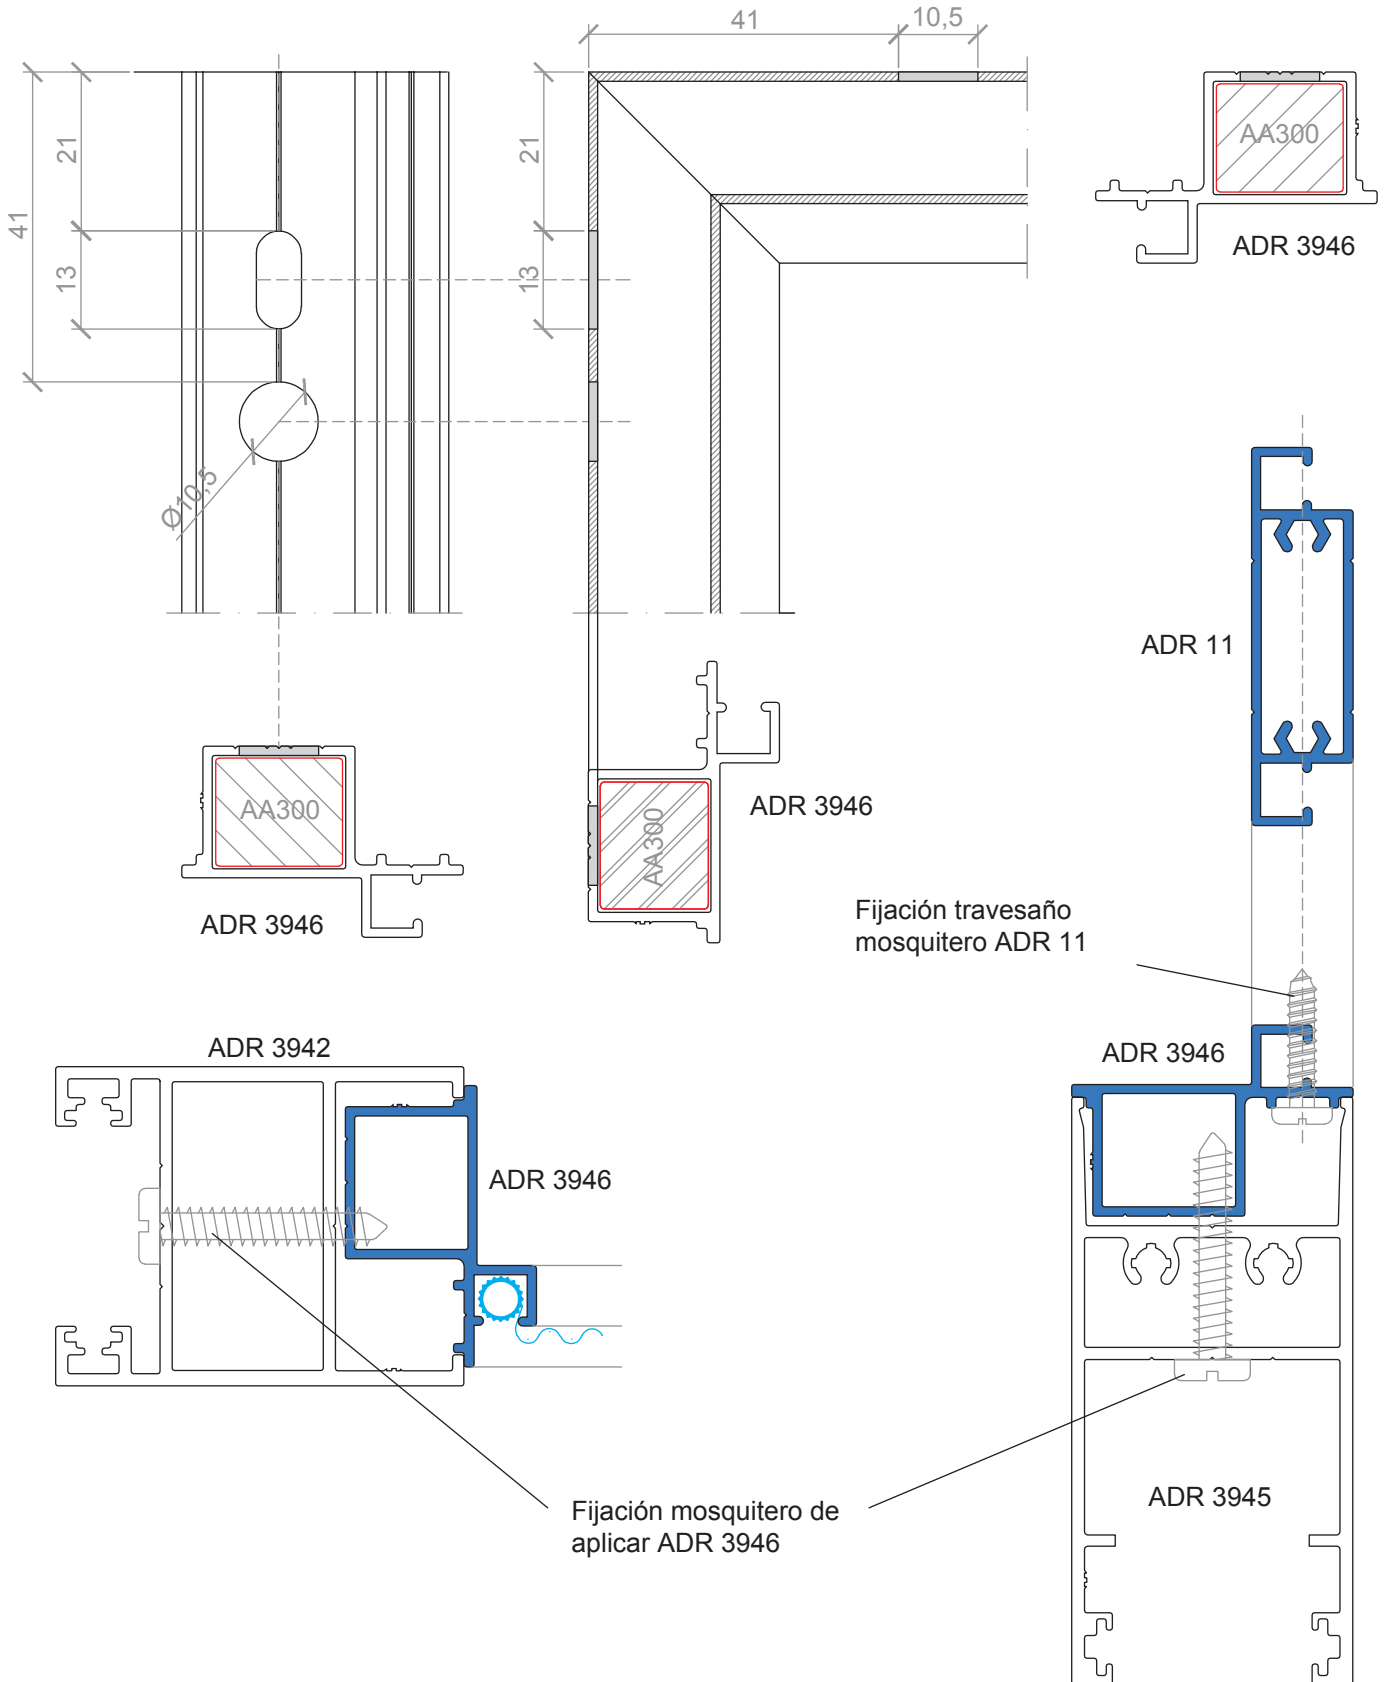 41
10,5
21
41
13
Ø10,5
21
13
AA300
ADR 3946
ADR 11
AA300
ADR 3946
AA300
ADR 3946
Fijación travesaño
mosquitero ADR 11
ADR 3942
ADR 3946
ADR 3946
Fijación mosquitero de
aplicar ADR 3946
ADR 3945